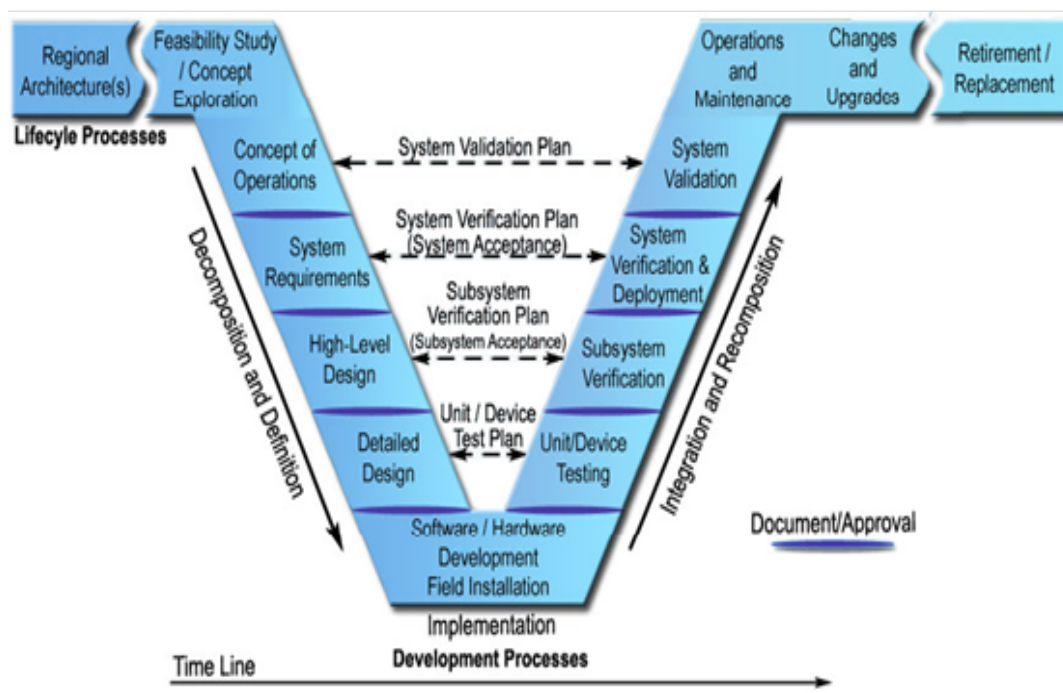 Regional
Architecture(s)
Feasibility Study
/ Concept
Exploration
Operations
and
Maintenance
Changes
and
Upgrades
Retirement /
Replacement
Lifecyle Processes
Concept of
Operations
System Validation Plan
System
Validation
System
Requirements
System Verification Plan
(System Acceptance)
System
Verification &
Deployment
High-Level
Design
Subsystem
Verification Plan
(Subsystem Acceptance)
Subsystem
Verification
Detailed
Design
Unit / Device
Test Plan
Unit/Device
Testing
Decomposition and Definition
Integration and Recomposition
Software / Hardware
Development
Field Installation
Document/Approval
Implementation
Development Processes
Time Line